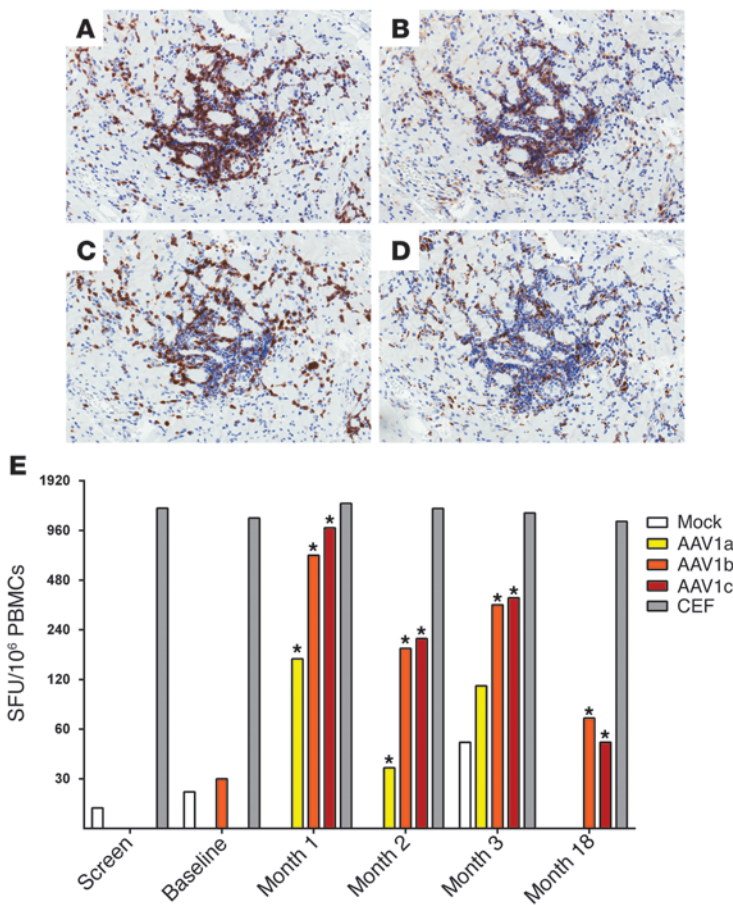 A
B
C
D
E
SFU/10⁶ PBMCs
1920
960
480
240
120
60
30
* * *
* * *
* *
* *
Screen
Baseline
Month 1
Month 2
Month 3
Month 18
Mock
AAV1a
AAV1b
AAV1c
CEF